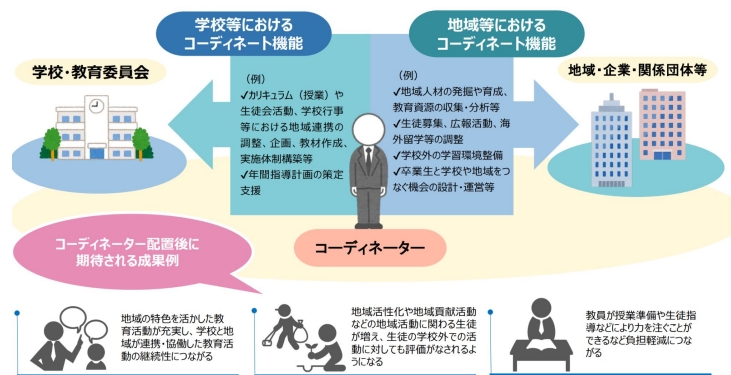 学校等における
コーディネート機能
地域等における
コーディネート機能
学校・教育委員会
地域・企業・関係団体等
（例）
✓カリキュラム（授業）や
生徒会活動、学校行事
等における地域連携の
調整、企画、教材作成、
実施体制構築等
✓年間指導計画の策定
支援
（例）
✓地域人材の発掘や育成、
教育資源の収集・分析等
✓生徒募集、広報活動、海
外留学等の調整
✓学校外の学習環境整備
✓卒業生と学校や地域をつ
なぐ機会の設計・運営等
コーディネーター
コーディネーター配置後に
期待される成果例
地域の特色を活かした教
育活動が充実し、学校と地
域が連携・協働した教育活動
の継続性につながる
地域活性化や地域貢献活動
などの地域活動に関わる生徒
が増え、生徒の学校外での活
動に対しても評価がなされるよ
うになる
教員が授業準備や生徒指
導などにより力を注ぐことが
できるなど負担軽減につな
がる